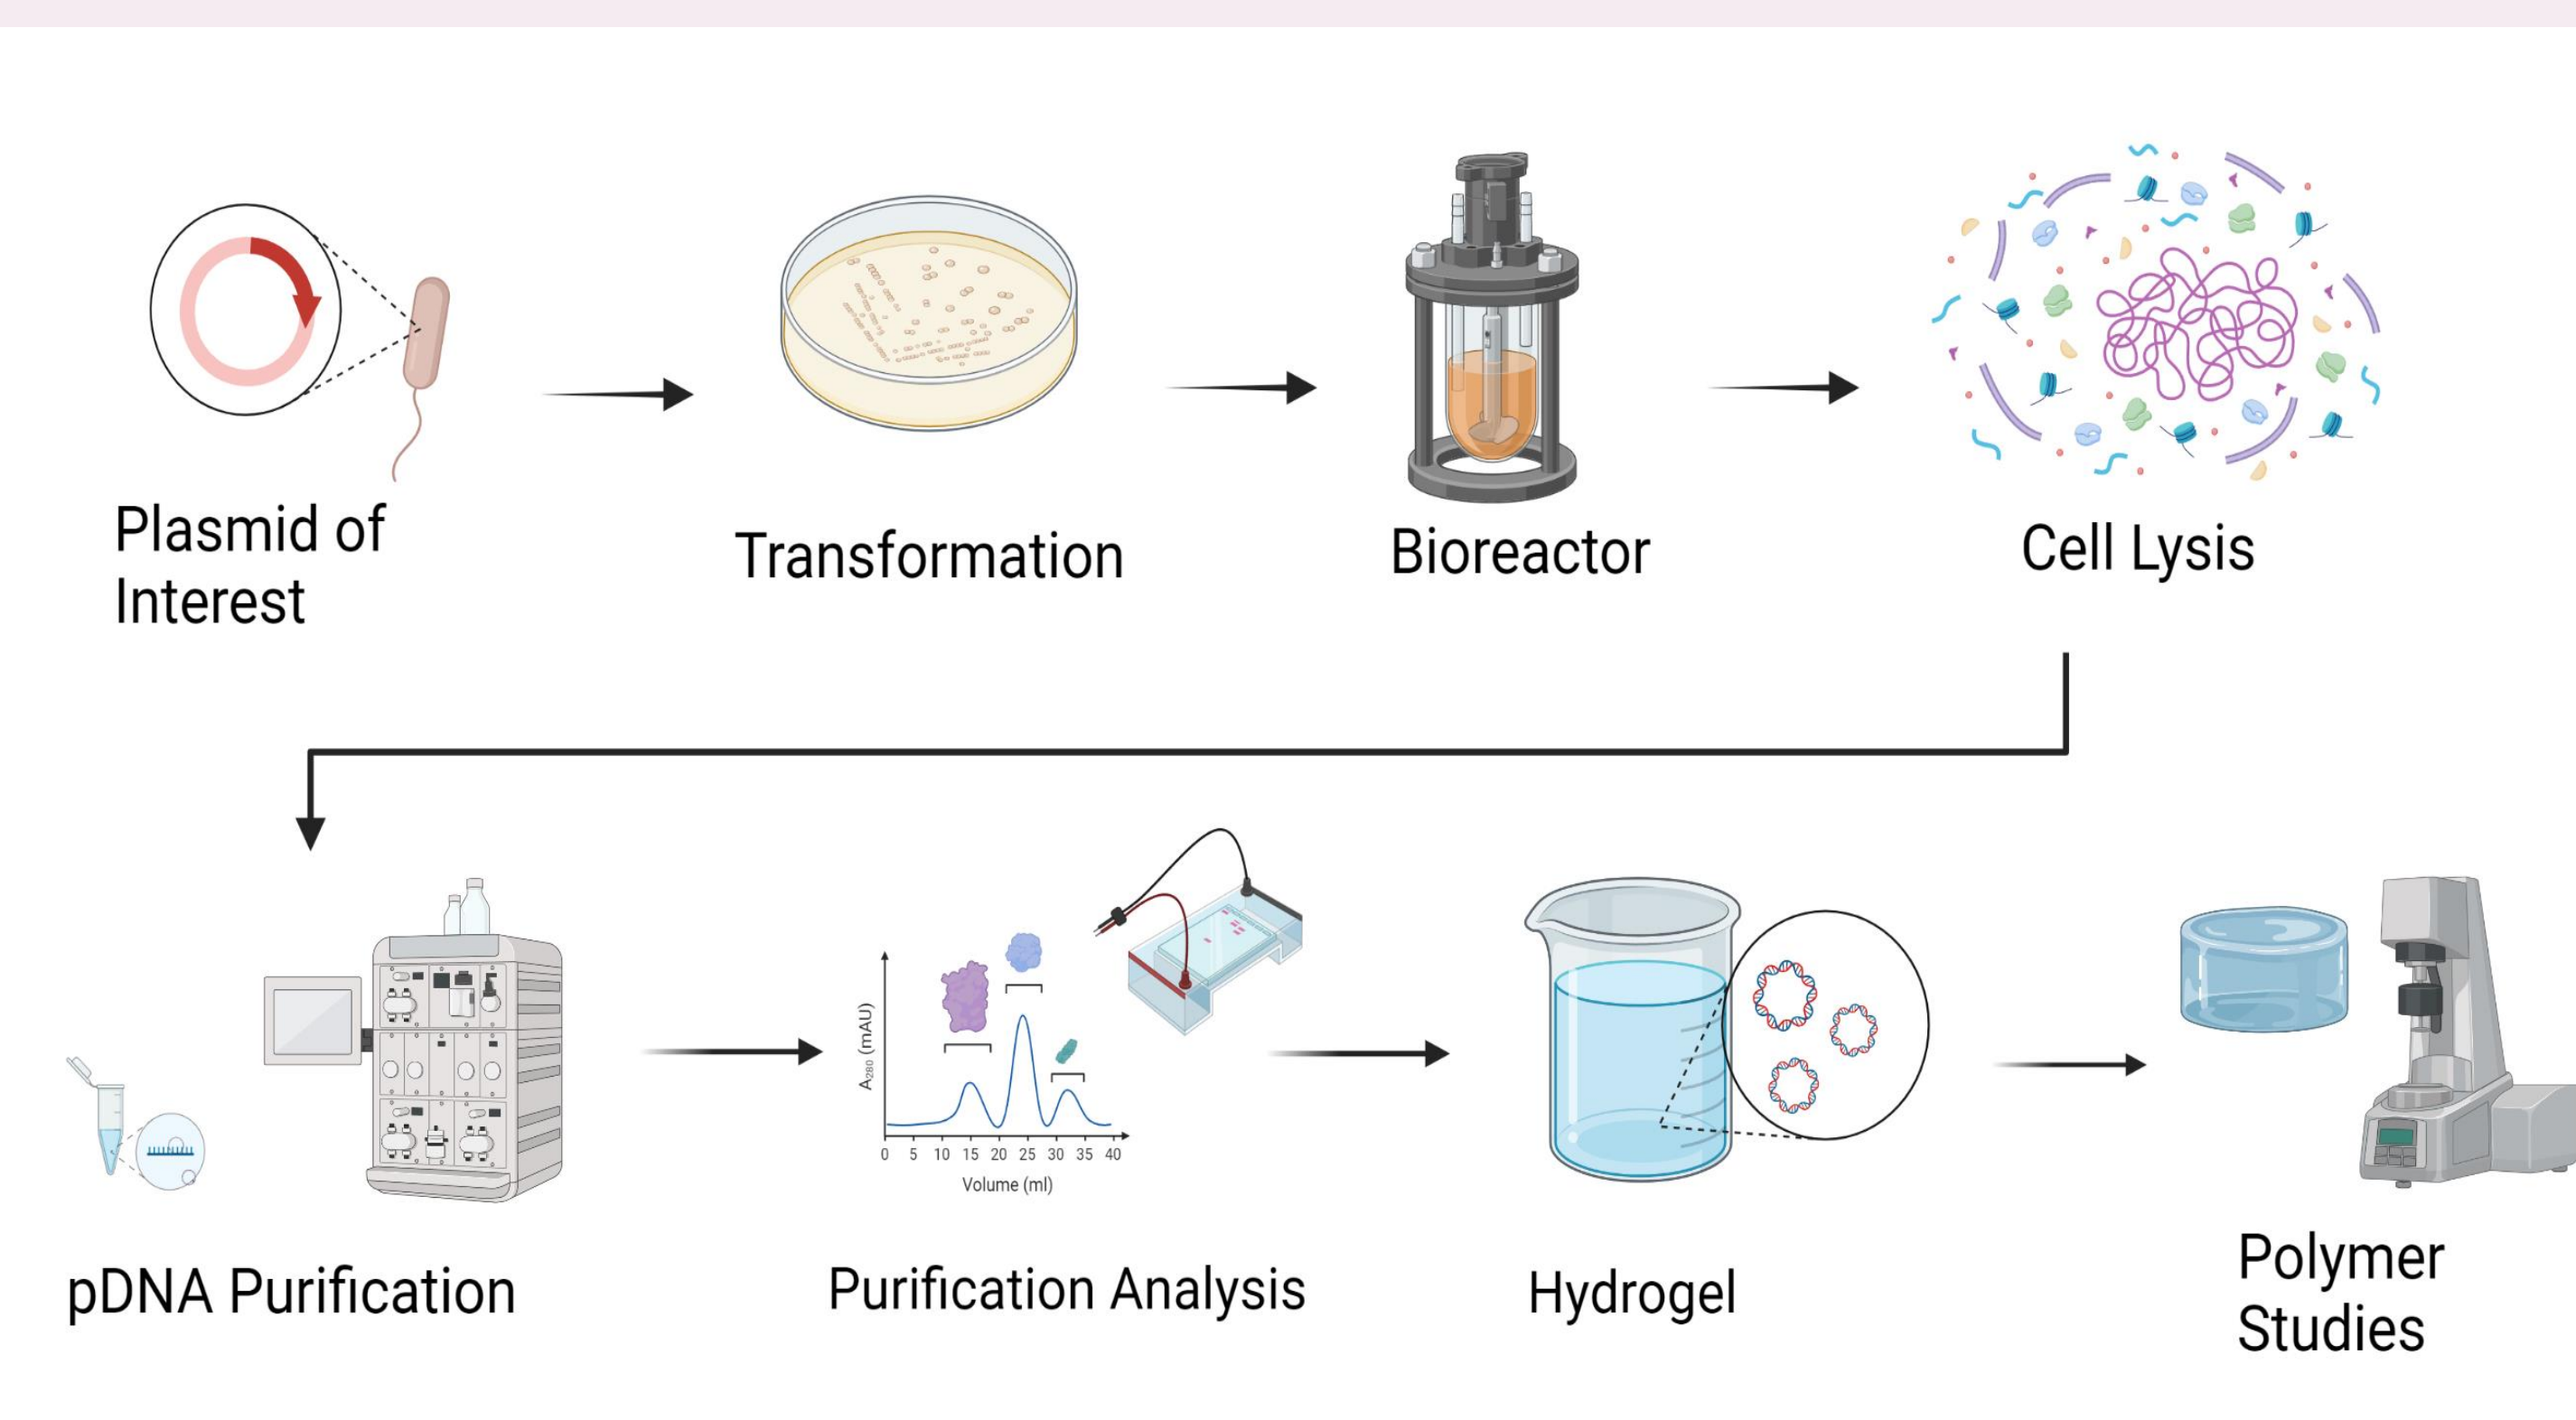 Plasmid of
Interest
Transformation
Bioreactor
Cell Lysis
A280 (mAU)
0 5 10 15 20 25 30 35 40
Volume (ml)
pDNA Purification
Purification Analysis
Hydrogel
Polymer
Studies